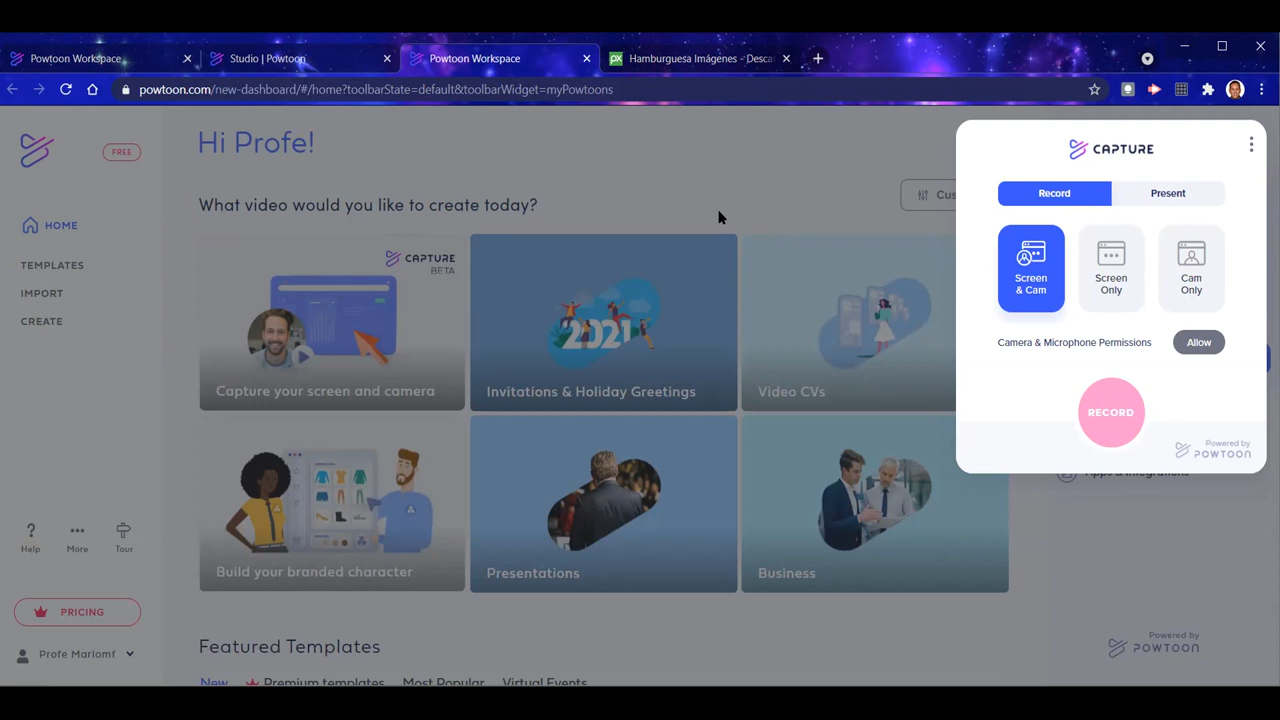 Powtoon Workspace
Studio | Powtoon
Powtoon Workspace
px
Hamburguesa Imágenes - Desca
powtoon.com/new-dashboard/#/home?toolbarState=default&toolbarWidget=myPowtoons
FREE
Hi Profe!
What video would you like to create today?
Cus
HOME
TEMPLATES
IMPORT
CREATE
CAPTURE
BETA
Capture your screen and camera
2021
Invitations & Holiday Greetings
Video CVs
Build your branded character
Presentations
Business
Help
More
Tour
PRICING
Profe Mariomf
Featured Templates
New
Premium templates
Most Popular
Virtual Events
CAPTURE
Record
Present
Screen
& Cam
Screen
Only
Cam
Only
Camera & Microphone Permissions
Allow
RECORD
Powered by
POWTOON
Apps & Integrations
Powered by
POWTOON